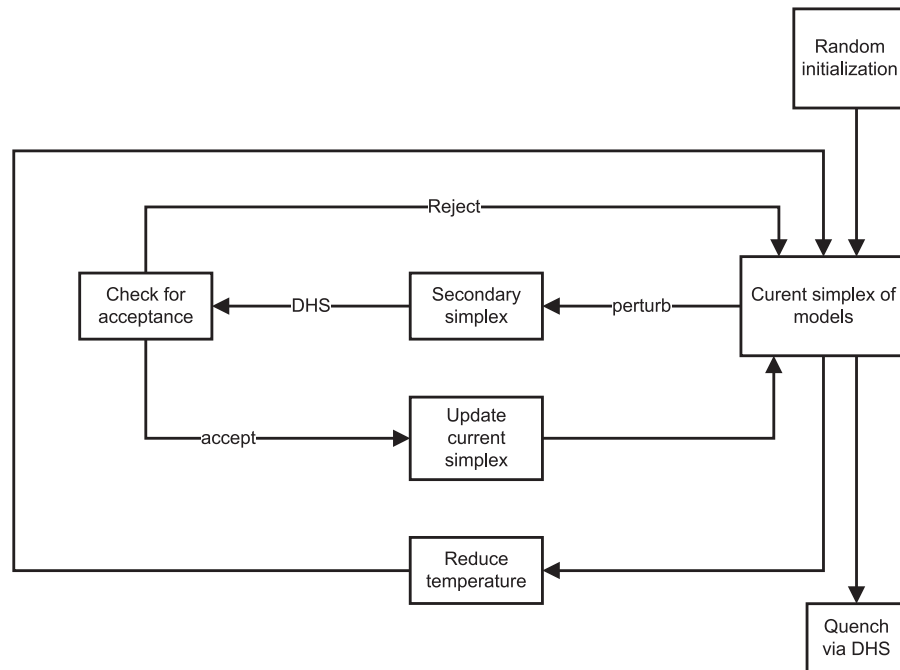 Random
initialization
Reject
Check for
acceptance
DHS
Secondary
simplex
perturb
Curent simplex of
models
accept
Update
current
simplex
Reduce
temperature
Quench
via DHS